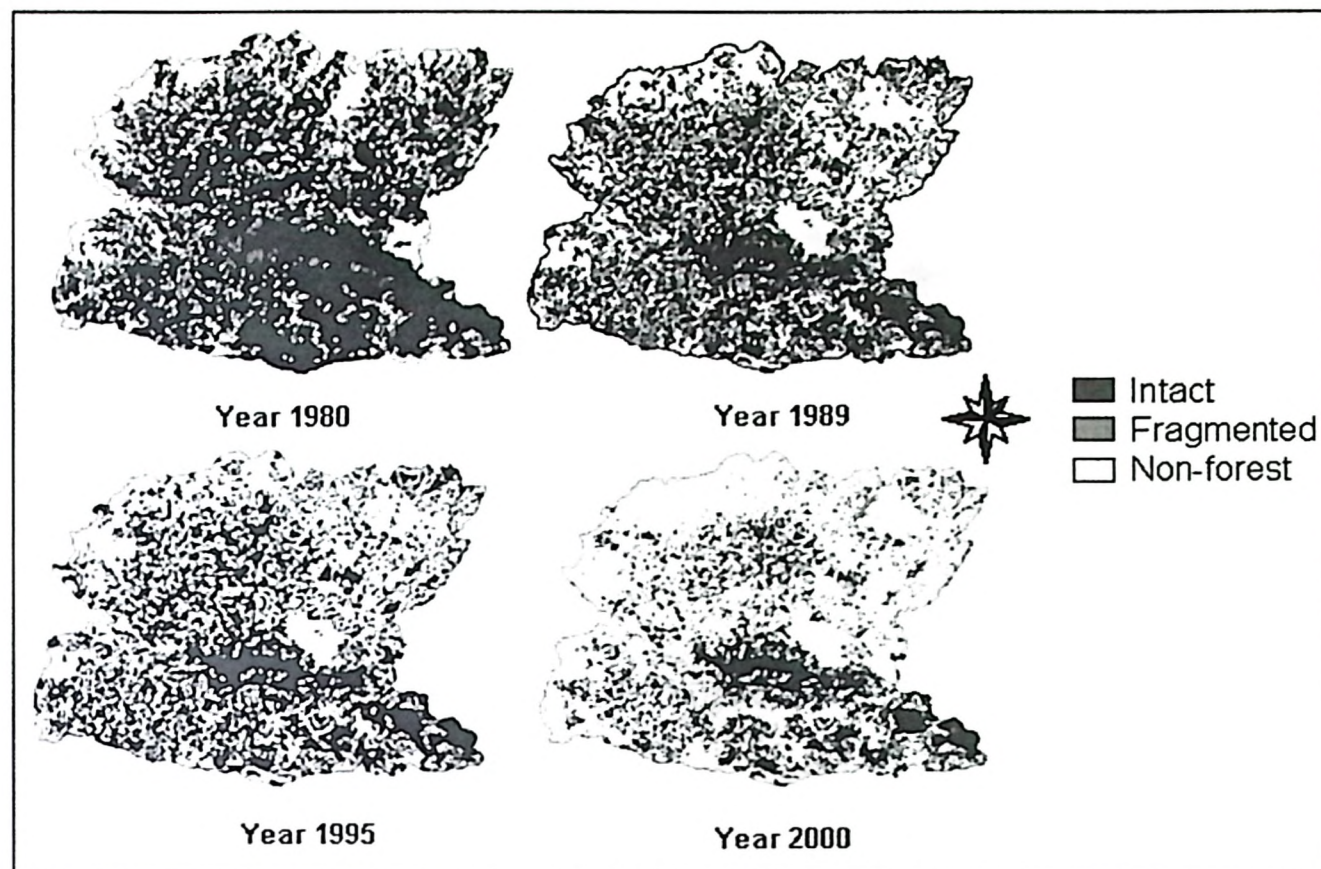 Year 1980
Year 1989
Intact
Fragmented
Non-forest
Year 1995
Year 2000